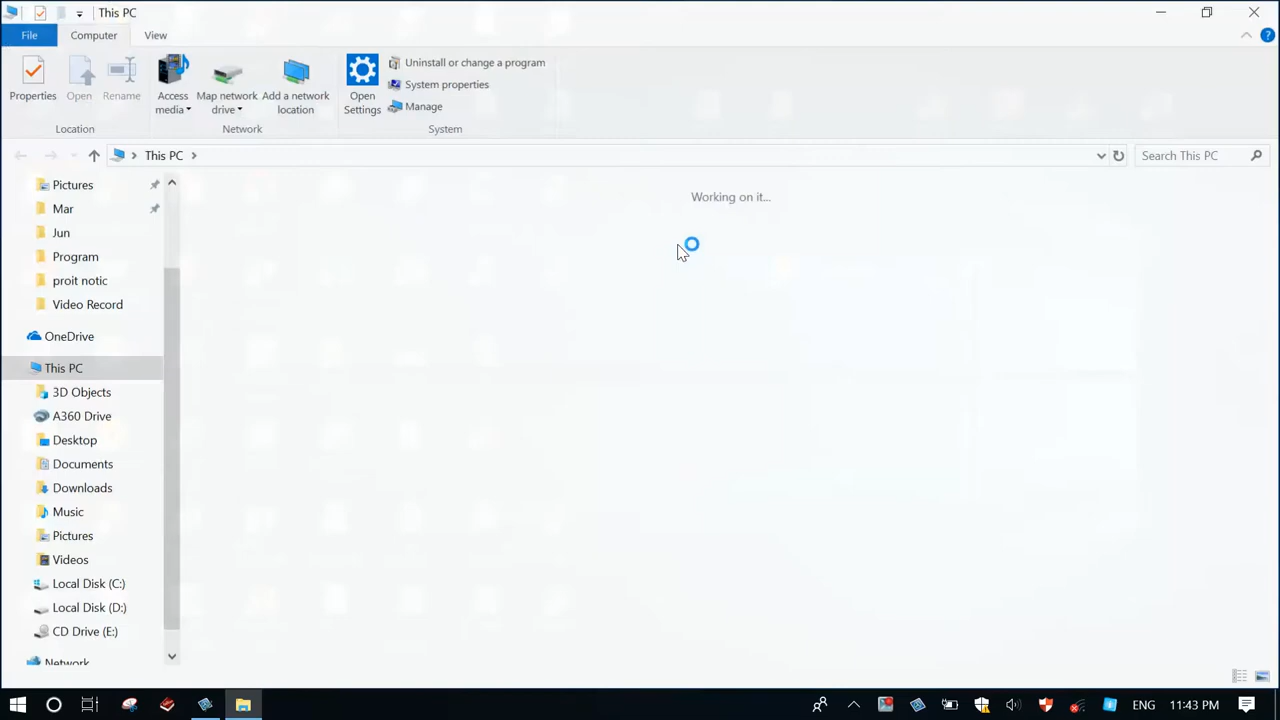 This PC
File
Computer
View
Properties
Open
Rename
Access media
Map network drive
Add a network location
Open Settings
Uninstall or change a program
System properties
Manage
Location
Network
System
This PC
Search This PC
Pictures
Mar
Jun
Program
proit notic
Video Record
OneDrive
This PC
3D Objects
A360 Drive
Desktop
Documents
Downloads
Music
Pictures
Videos
Local Disk (C:)
Local Disk (D:)
CD Drive (E:)
Network
Working on it...
ENG
11:43 PM